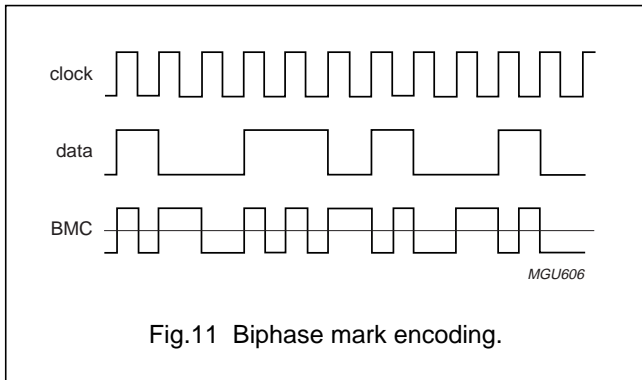 clock
data
BMC
MGU606
Fig.11 Biphase mark encoding.